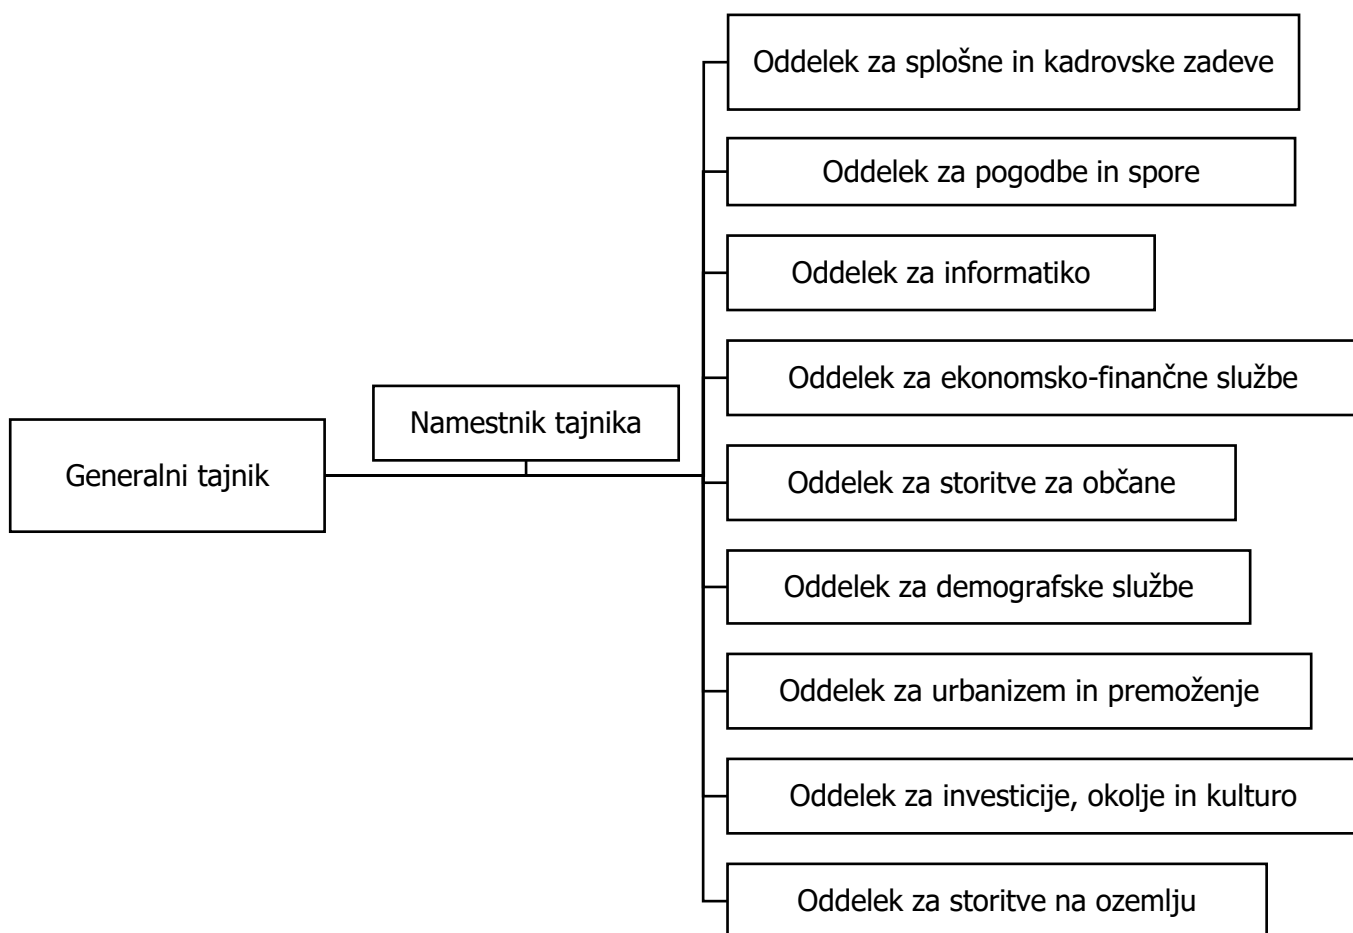 Generalni tajnik
Namestnik tajnika
Oddelek za splošne in kadrovske zadeve
Oddelek za pogodbe in spore
Oddelek za informatiko
Oddelek za ekonomsko-finančne službe
Oddelek za storitve za občane
Oddelek za demografske službe
Oddelek za urbanizem in premoženje
Oddelek za investicije, okolje in kulturo
Oddelek za storitve na ozemlju